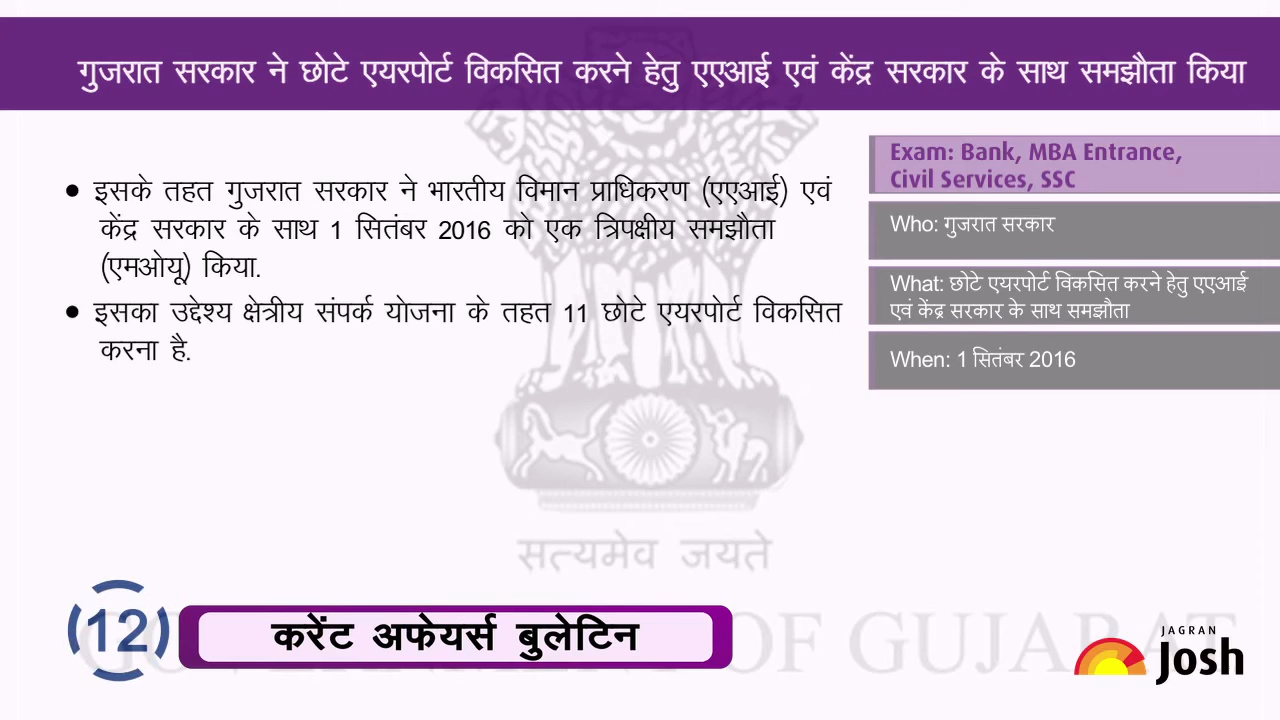 गुजरात सरकार ने छोटे एयरपोर्ट विकसित करने हेतु एएआई एवं केंद्र सरकार के साथ समझौता किया
• इसके तहत गुजरात सरकार ने भारतीय विमान प्राधिकरण (एएआई) एवं
केंद्र सरकार के साथ 1 सितंबर 2016 को एक त्रिपक्षीय समझौता
(एमओयू) किया.
• इसका उद्देश्य क्षेत्रीय संपर्क योजना के तहत 11 छोटे एयरपोर्ट विकसित
करना है.
Exam: Bank, MBA Entrance,
Civil Services, SSC
Who: गुजरात सरकार
What: छोटे एयरपोर्ट विकसित करने हेतु एएआई
एवं केंद्र सरकार के साथ समझौता
When: 1 सितंबर 2016
सत्यमेव जयते
GOVERNMENT OF GUJARAT
12
करेंट अफेयर्स बुलेटिन
JAGRAN
Josh